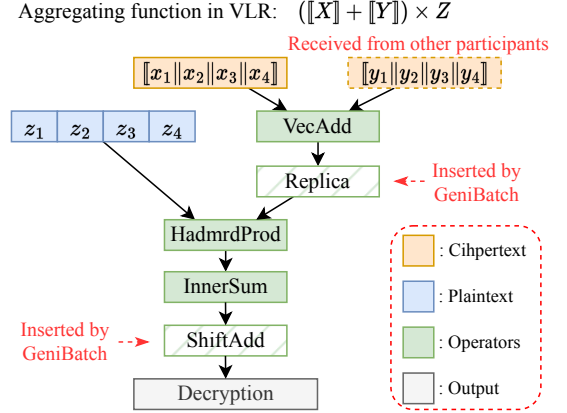 Aggregating function in VLR: (⟦X⟧ + ⟦Y⟧) × Z
Received from other participants
⟦x₁∥x₂∥x₃∥x₄⟧ ⟦y₁∥y₂∥y₃∥y₄⟧
z₁ z₂ z₃ z₄
VecAdd
Replica
Inserted by
GeniBatch
HadmrdProd
InnerSum
Inserted by
GeniBatch
ShiftAdd
Decryption
: Cihpertext
: Plaintext
: Operators
: Output